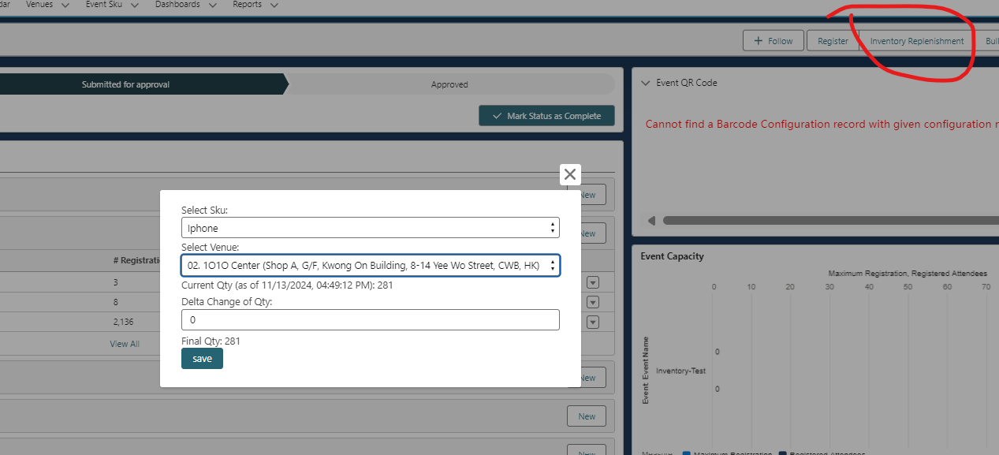 dar Venues Event Sku Dashboards Reports
+ Follow Register Inventory Replenishment Bul
Submitted for approval Approved
Mark Status as Complete
Event QR Code
Cannot find a Barcode Configuration record with given configuration
New
Select Sku:
Iphone
New
Select Venue:
02. 1O1O Center (Shop A, G/F, Kwong On Building, 8-14 Yee Wo Street, CWB, HK)
Current Qty (as of 11/13/2024, 04:49:12 PM): 281
Delta Change of Qty:
0
Final Qty: 281
save
# Registrati
3
8
2,136
View All
New
New
New
Event Capacity
Maximum Registration, Registered Attendees
0 10 20 30 40 50 60 70
Event Event Name
Inventory-Test
0
0
Measure Maximum Registration Registered Attendees